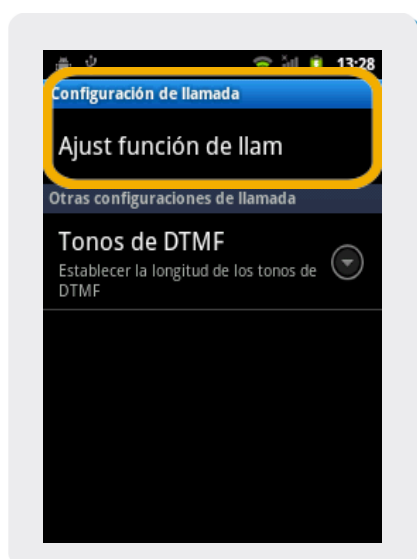 13:28
Configuración de llamada
Ajust función de llam
Otras configuraciones de llamada
Tonos de DTMF
Establecer la longitud de los tonos de
DTMF